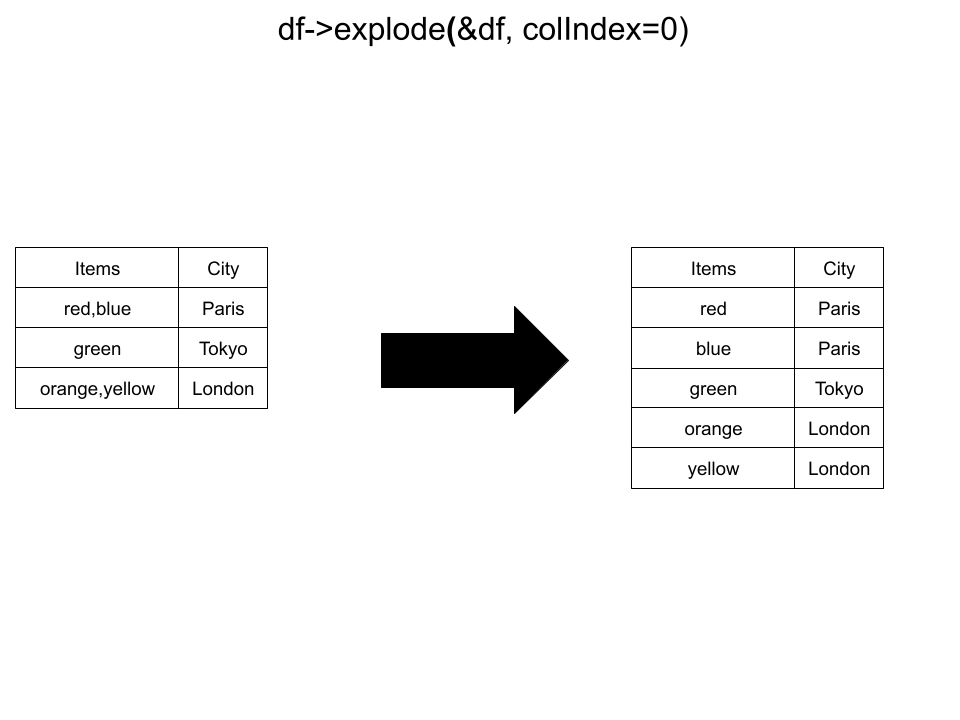 df->explode(&df, colIndex=0)
Items City
red,blue Paris
green Tokyo
orange,yellow London
Items City
red Paris
blue Paris
green Tokyo
orange London
yellow London